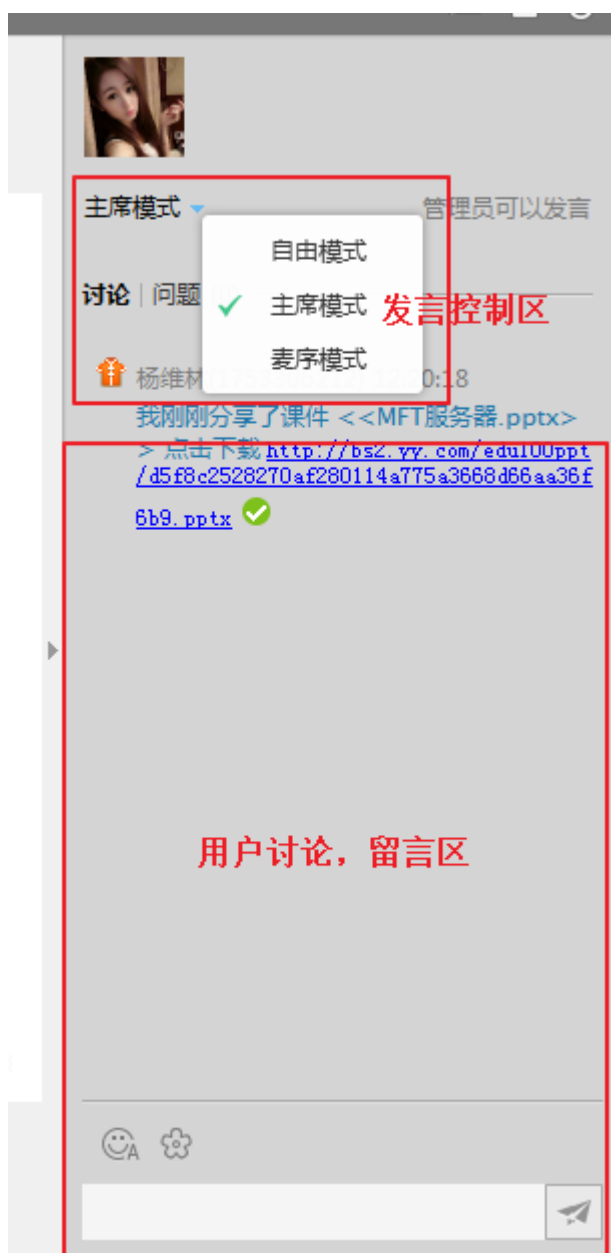 主席模式
管理员可以发言
自由模式
讨论｜问题
主席模式
发言控制区
麦序模式
杨维林
0:18
我刚刚分享了课件 <<MFT服务器.pptx>
> 点击下载 http://bs2.yy.com/edu100ppt
/d5f8c2528270af280114a775a3668d66aa36f
6b9.pptx
用户讨论，留言区